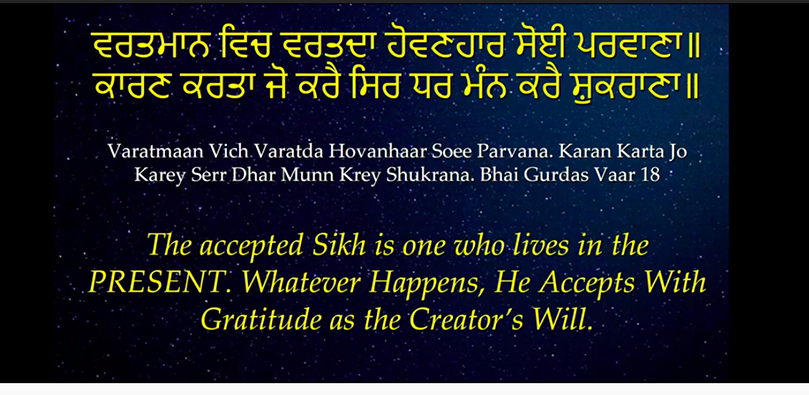 ਵਰਤਮਾਨ ਵਿਚ ਵਰਤਦਾ ਹੋਵਣਹਾਰ ਸੋਈ ਪਰਵਾਣਾ॥
ਕਾਰਣ ਕਰਤਾ ਜੋ ਕਰੈ ਸਿਰ ਧਰ ਮੰਨ ਕਰੈ ਸ਼ੁਕਰਾਣਾ॥
Varatmaan Vich Varatda Hovanhaar Soee Parvana. Karan Karta Jo
Karey Serr Dhar Munn Krey Shukrana. Bhai Gurdas Vaar 18
The accepted Sikh is one who lives in the
PRESENT. Whatever Happens, He Accepts With
Gratitude as the Creator's Will.